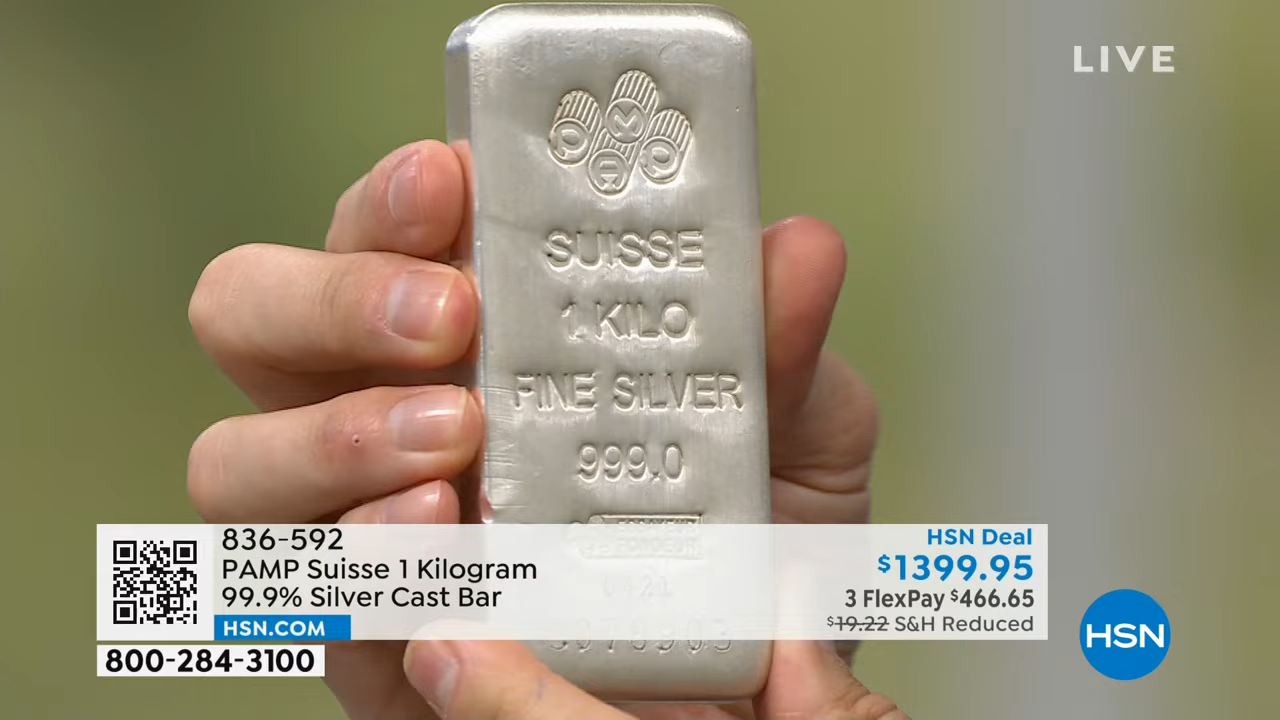 LIVE
PAMP
SUISSE
1 KILO
FINE SILVER
999.0
836-592
PAMP Suisse 1 Kilogram
99.9% Silver Cast Bar
HSN.COM
800-284-3100
HSN Deal
$1399.95
3 FlexPay $466.65
$19.22 S&H Reduced
HSN